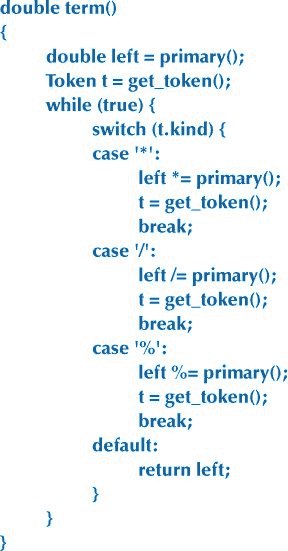 double term()
{
double left = primary();
Token t = get_token();
while (true) {
switch (t.kind) {
case '*':
left *= primary();
t = get_token();
break;
case '/':
left /= primary();
t = get_token();
break;
case '%':
left %= primary();
t = get_token();
break;
default:
return left;
}
}
}